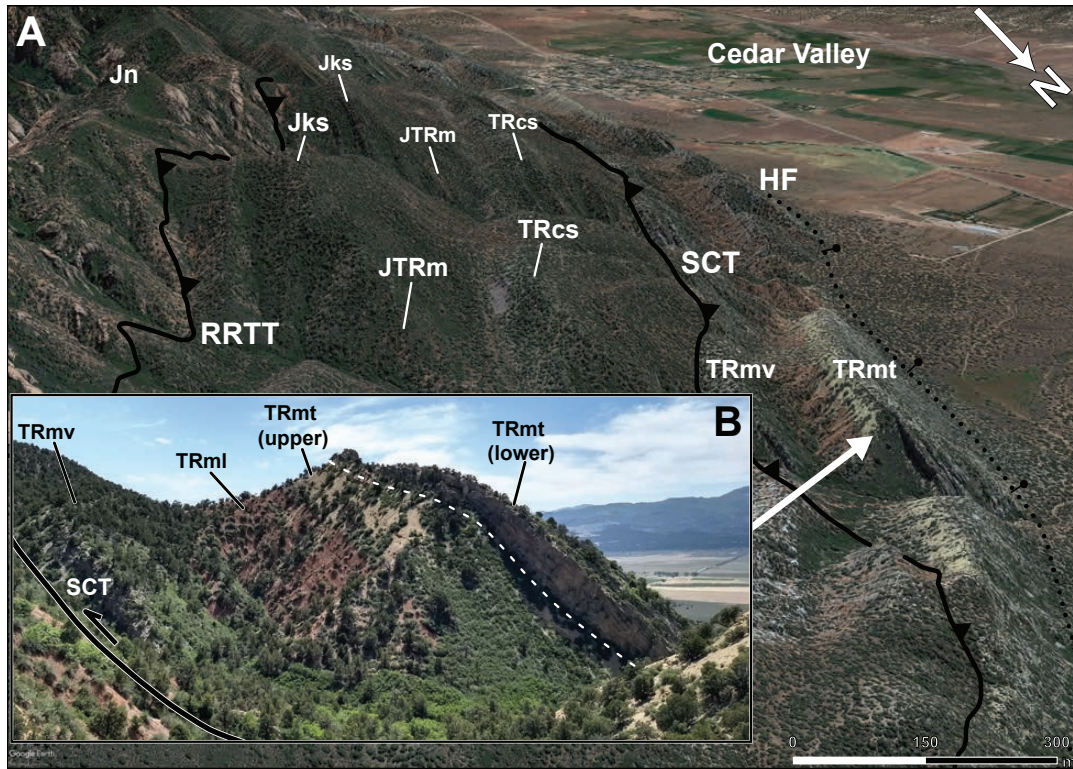 A
Jn
Jks
Cedar Valley
N
Jks
JTRm
TRcs
HF
TRcs
SCT
JTRm
RRTT
TRmv
TRmt
B
TRmv
TRmt
(upper)
TRmt
(lower)
TRml
SCT
Google Earth
0
150
300
m